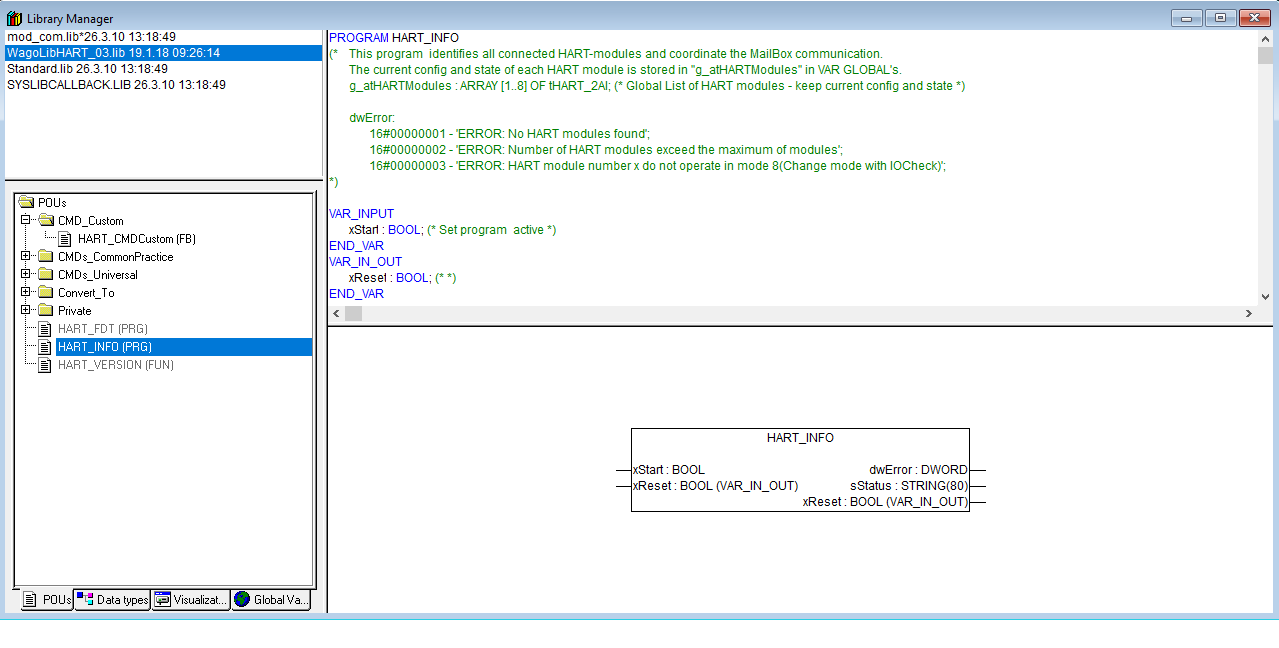 Library Manager
mod_com.lib*26.3.10 13:18:49
WagoLibHART_03.lib 19.1.18 09:26:14
Standard.lib 26.3.10 13:18:49
SYSLIBCALLBACK.LIB 26.3.10 13:18:49
POUs
CMD_Custom
HART_CMDCustom (FB)
CMDs_CommonPractice
CMDs_Universal
Convert_To
Private
HART_FDT (PRG)
HART_INFO (PRG)
HART_VERSION (FUN)
POUs
Data types
Visualizat...
Global Va...
PROGRAM HART_INFO
(* This program identifies all connected HART-modules and coordinate the MailBox communication.
The current config and state of each HART module is stored in "g_atHARTModules" in VAR GLOBAL's.
g_atHARTModules : ARRAY [1..8] OF tHART_2AI; (* Global List of HART modules - keep current config and state *)
dwError:
16#00000001 - 'ERROR: No HART modules found';
16#00000002 - 'ERROR: Number of HART modules exceed the maximum of modules';
16#00000003 - 'ERROR: HART module number x do not operate in mode 8(Change mode with IOCheck)';
*)
VAR_INPUT
xStart : BOOL; (* Set program active *)
END_VAR
VAR_IN_OUT
xReset : BOOL; (* *)
END_VAR
HART_INFO
xStart : BOOL dwError : DWORD
xReset : BOOL (VAR_IN_OUT) sStatus : STRING(80)
xReset : BOOL (VAR_IN_OUT)